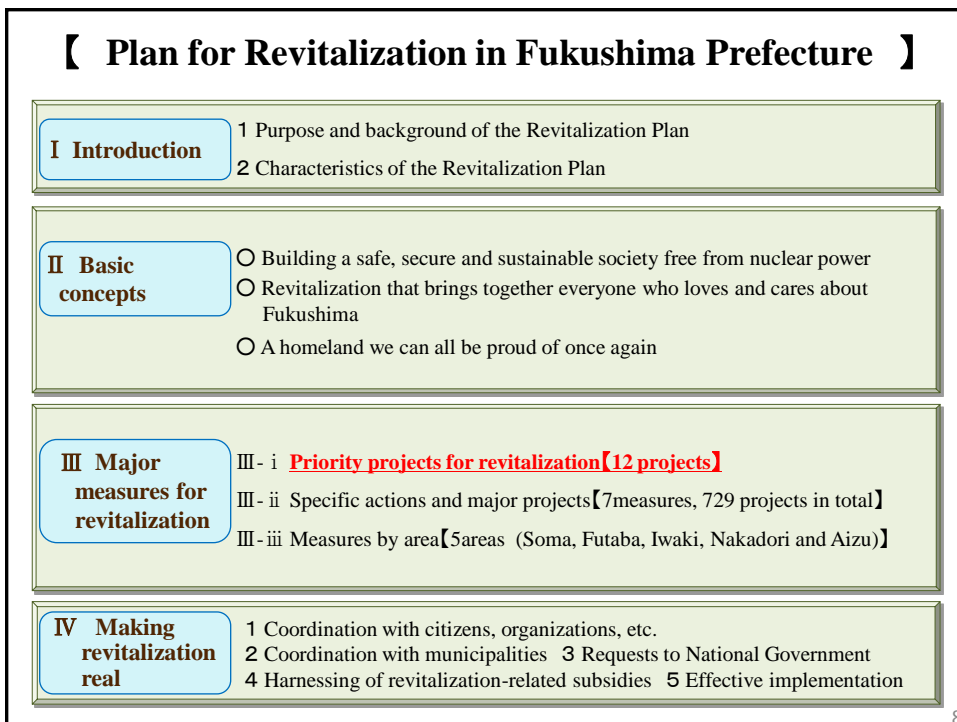 【 Plan for Revitalization in Fukushima Prefecture 】
Ⅰ Introduction
１ Purpose and background of the Revitalization Plan
２ Characteristics of the Revitalization Plan
Ⅱ Basic
concepts
○ Building a safe, secure and sustainable society free from nuclear power
○ Revitalization that brings together everyone who loves and cares about
Fukushima
○ A homeland we can all be proud of once again
Ⅲ Major
measures for
revitalization
Ⅲ-ⅰ Priority projects for revitalization【12 projects】
Ⅲ-ⅱ Specific actions and major projects【7measures, 729 projects in total】
Ⅲ-ⅲ Measures by area【5areas (Soma, Futaba, Iwaki, Nakadori and Aizu)】
Ⅳ Making
revitalization
real
１ Coordination with citizens, organizations, etc.
２ Coordination with municipalities ３ Requests to National Government
４ Harnessing of revitalization-related subsidies ５ Effective implementation
8